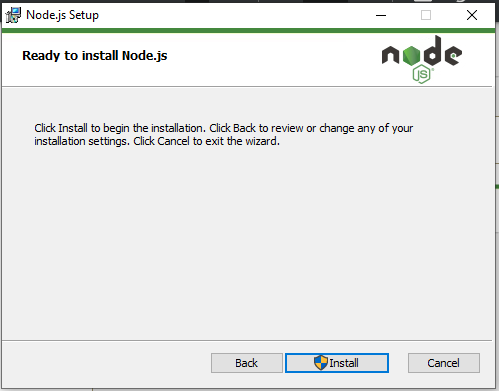 Node.js Setup
Ready to install Node.js
node
JS
Click Install to begin the installation. Click Back to review or change any of your
installation settings. Click Cancel to exit the wizard.
Back
Install
Cancel